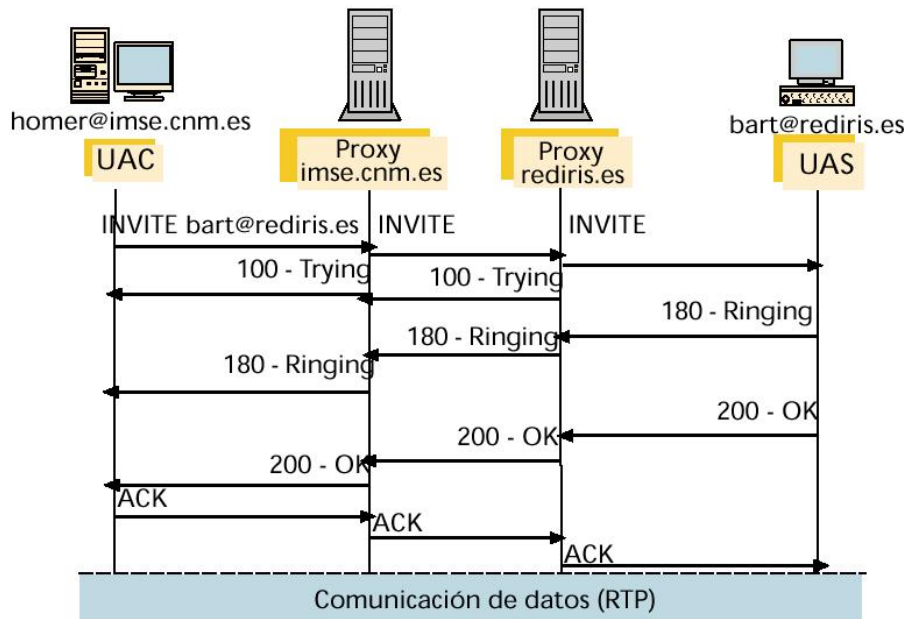 homer@imse.cnm.es
bart@rediris.es
UAC
Proxy
imse.cnm.es
Proxy
rediris.es
UAS
INVITE bart@rediris.es
INVITE
INVITE
100 - Trying
100 - Trying
180 - Ringing
180 - Ringing
180 - Ringing
200 - OK
200 - OK
200 - OK
ACK
ACK
ACK
Comunicación de datos (RTP)